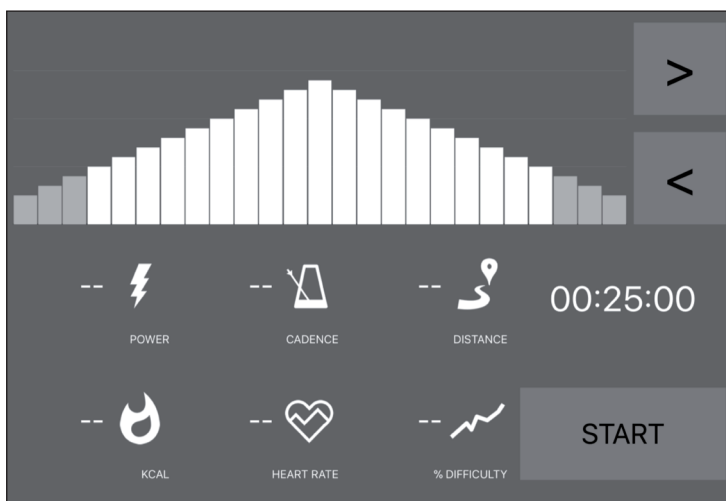 >
<
-- -- -- 00:25:00
POWER CADENCE DISTANCE
-- -- -- START
KCAL HEART RATE % DIFFICULTY